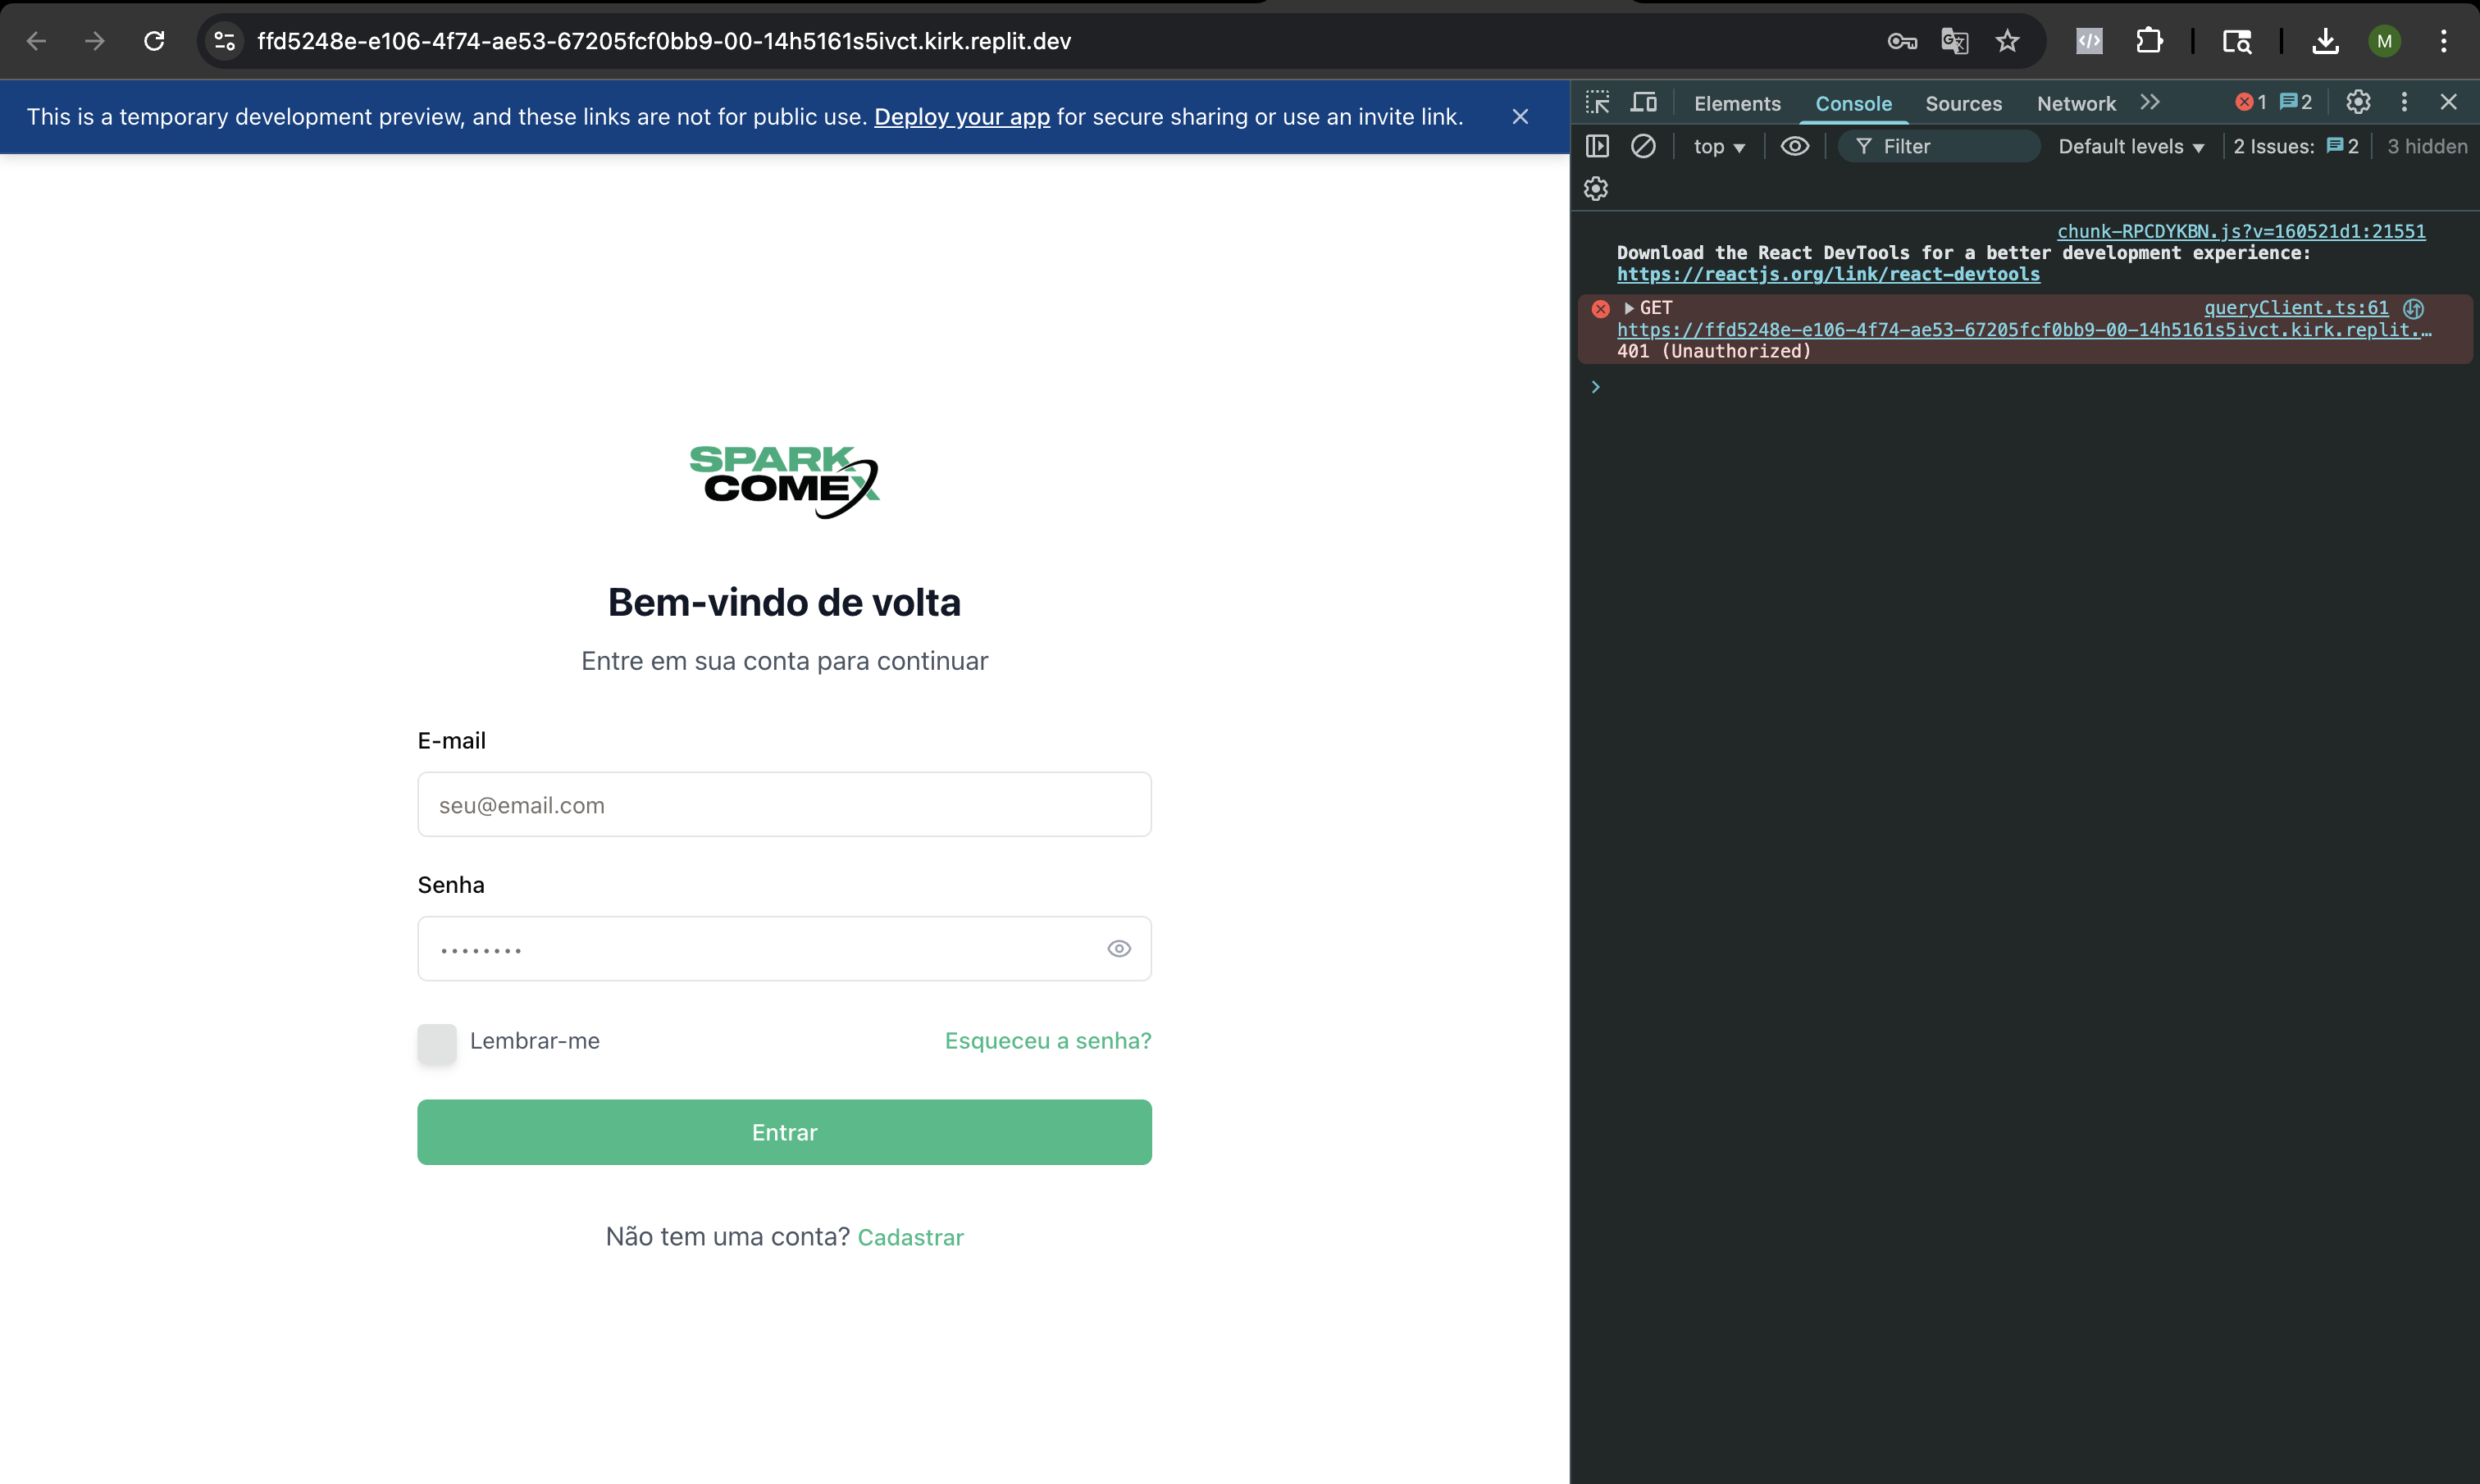 ffd5248e-e106-4f74-ae53-67205fcf0bb9-00-14h5161s5ivct.kirk.replit.dev
M
This is a temporary development preview, and these links are not for public use. Deploy your app for secure sharing or use an invite link.
SPARK
COMEX
Bem-vindo de volta
Entre em sua conta para continuar
E-mail
seu@email.com
Senha
••••••••
Lembrar-me
Esqueceu a senha?
Entrar
Não tem uma conta? Cadastrar
Elements Console Sources Network 1 2
top Filter Default levels 2 Issues: 2 3 hidden
chunk-RPCDYKBN.js?v=160521d1:21551
Download the React DevTools for a better development experience:
https://reactjs.org/link/react-devtools
GET queryClient.ts:61
https://ffd5248e-e106-4f74-ae53-67205fcf0bb9-00-14h5161s5ivct.kirk.replit.…
401 (Unauthorized)